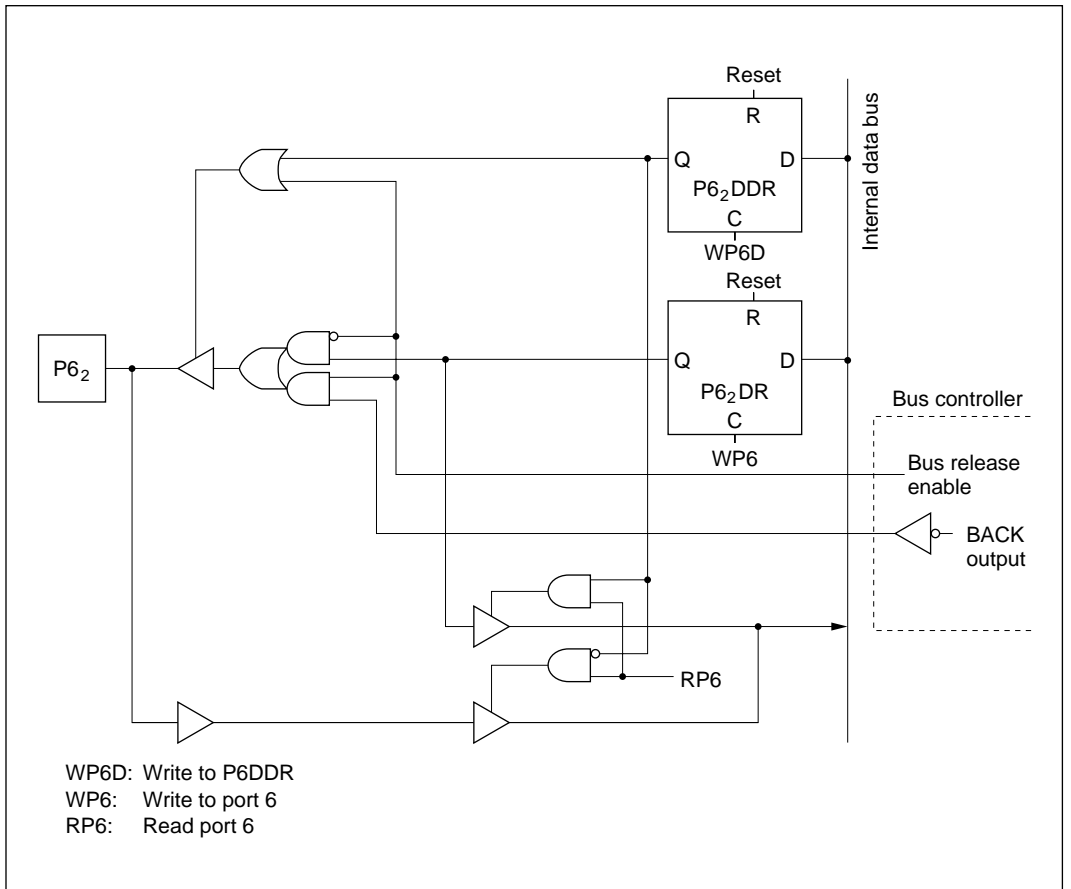 Reset
R
Q
D
P6₂DDR
C
WP6D
Internal data bus
Reset
R
Q
D
P6₂DR
C
WP6
P6₂
Bus controller
Bus release
enable
BACK
output
RP6
WP6D: Write to P6DDR
WP6: Write to port 6
RP6: Read port 6